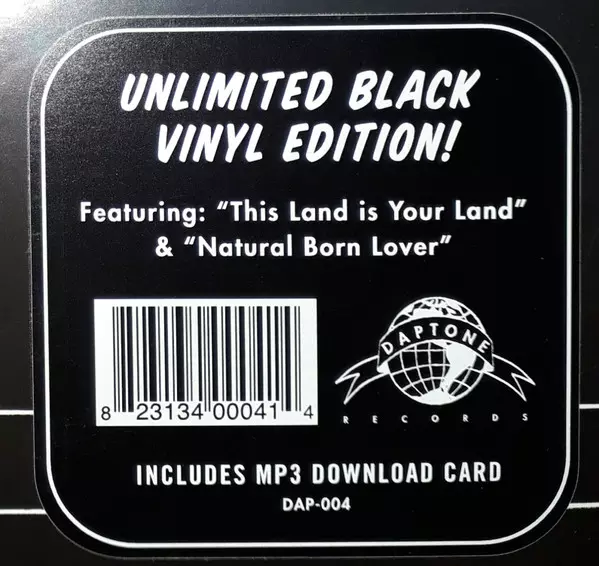 UNLIMITED BLACK
VINYL EDITION!
Featuring: “This Land is Your Land”
& “Natural Born Lover”
8 23134 00041 4
DAPTONE
RECORDS
INCLUDES MP3 DOWNLOAD CARD
DAP-004